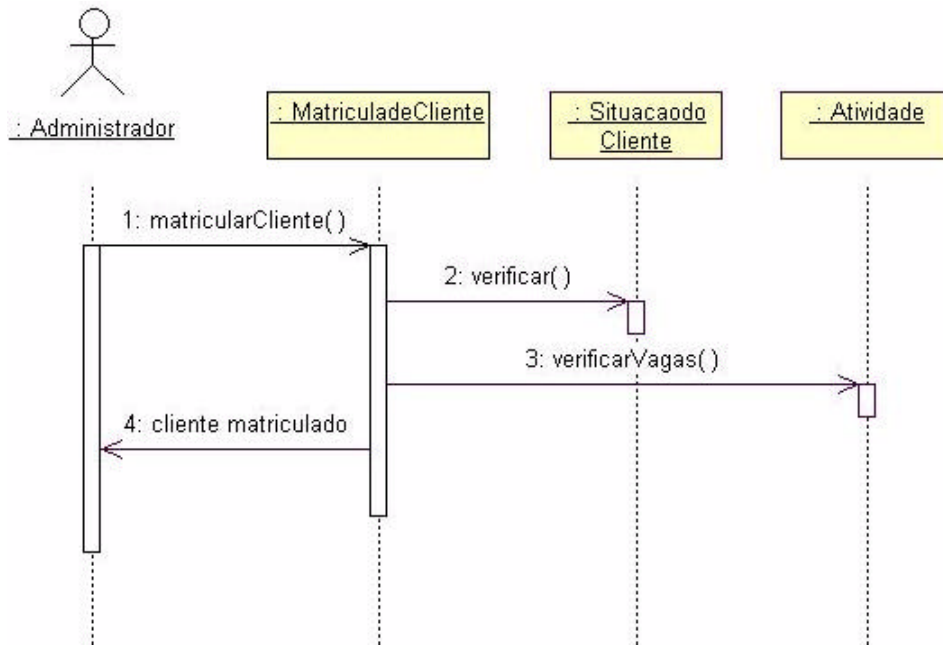 : Administrador
: MatriculadeCliente
: Situacaodo
Cliente
: Atividade
1: matricularCliente( )
2: verificar( )
3: verificarVagas( )
4: cliente matriculado